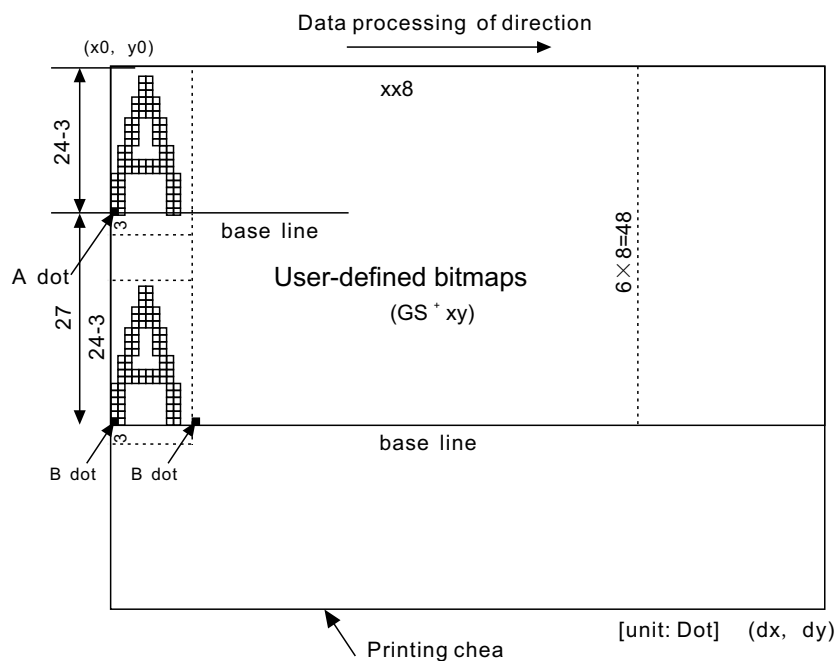 Data processing of direction
(x0, y0)
xx8
24-3
3
base line
A dot
6×8=48
User-defined bitmaps
(GS * xy)
27
24-3
3
base line
B dot
B dot
[unit: Dot] (dx, dy)
Printing chea